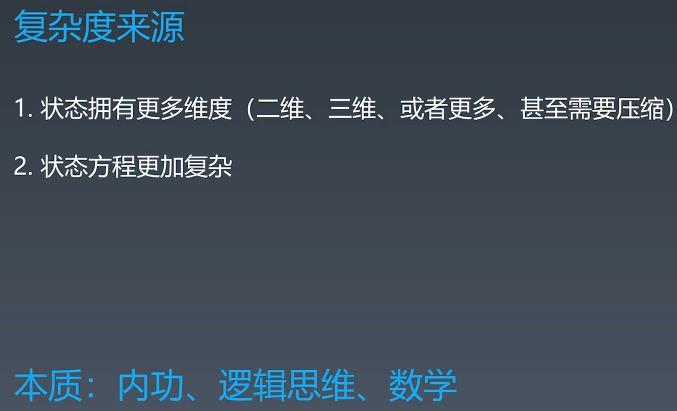 复杂度来源
1. 状态拥有更多维度（二维、三维、或者更多、甚至需要压缩）
2. 状态方程更加复杂
本质：内功、逻辑思维、数学